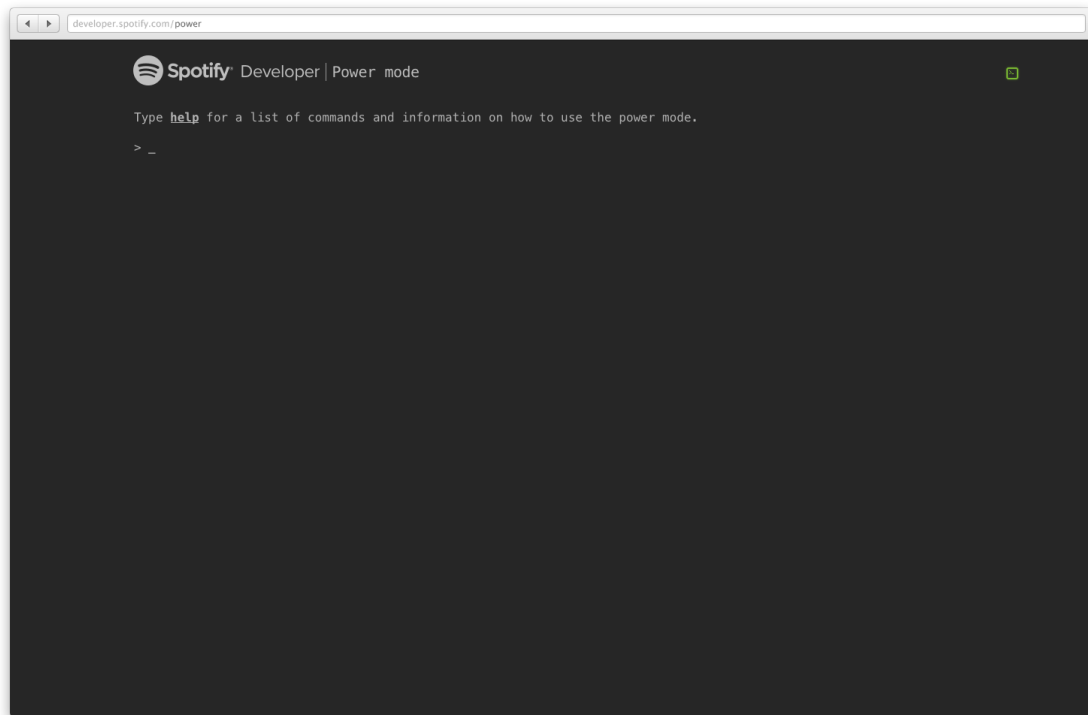 developer.spotify.com/power
Spotify® Developer | Power mode
Type help for a list of commands and information on how to use the power mode.
> _